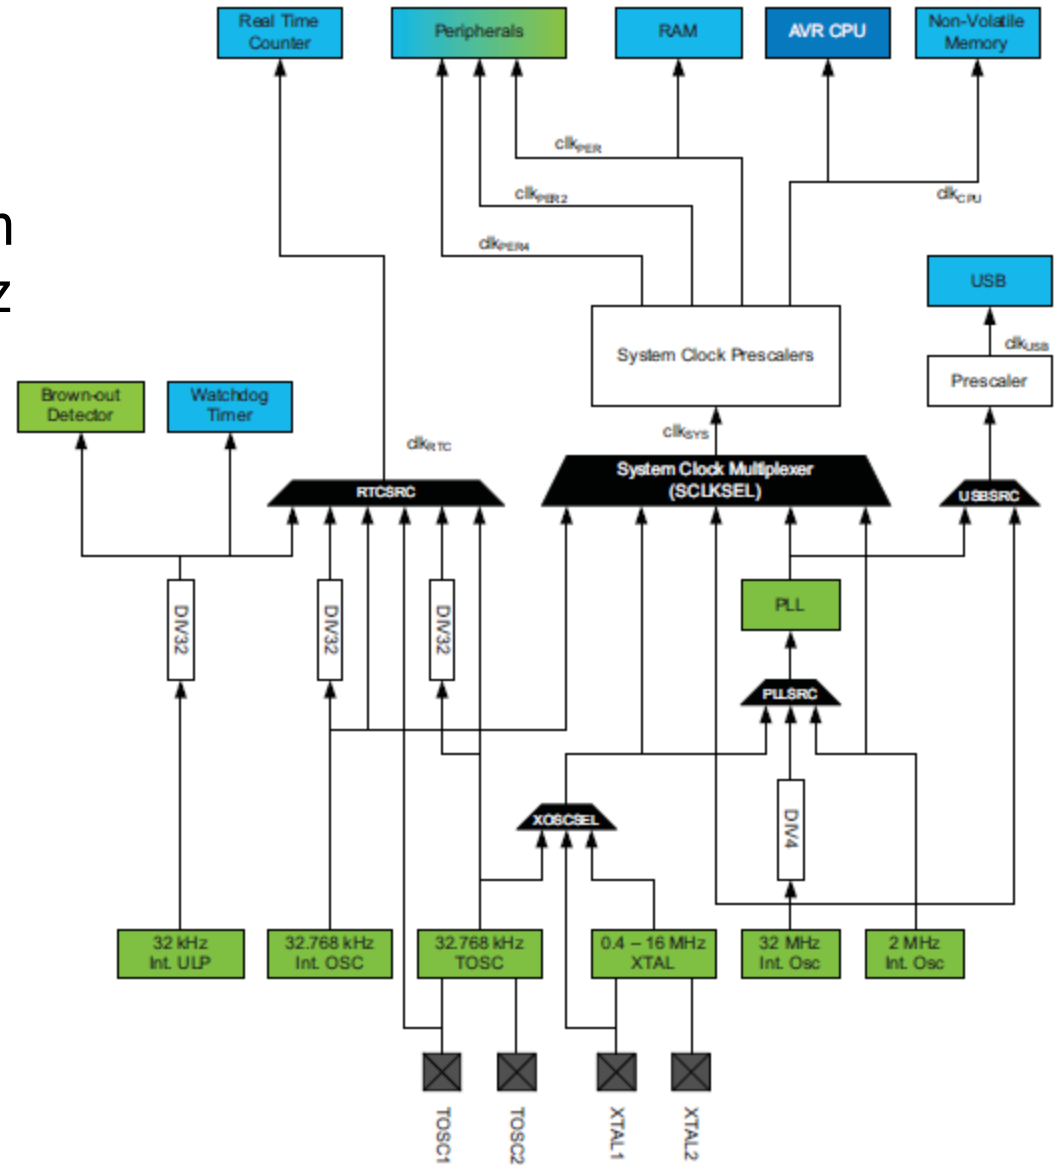 Real Time
Counter
Peripherals
RAM
AVR CPU
Non-Volatile
Memory
clkPER
clkPER2
clkCPU
n
clkPER4
z
USB
System Clock Prescalers
clkUSB
Prescaler
Brown-out
Detector
Watchdog
Timer
clkRTC
clkSYS
System Clock Multiplexer
(SCLKSEL)
RTCSRC
USBSRC
DIV32
DIV32
DIV32
PLL
PLLSRC
XOSCSEL
DIV4
32 kHz
Int. ULP
32.768 kHz
Int. OSC
32.768 kHz
TOSC
0.4 – 16 MHz
XTAL
32 MHz
Int. Osc
2 MHz
Int. Osc
TOSC1
TOSC2
XTAL1
XTAL2